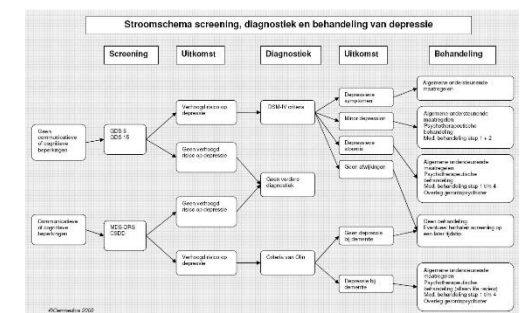 Stroomschema screening, diagnostiek en behandeling van depressie
Screening
Uitkomst
Diagnostiek
Uitkomst
Behandeling
Geen
communicatieve
of cognitieve
beperkingen
GDS 8
GDS 15
Verhoogd risico op
depressie
Geen verhoogd
risico op depressie
DSM-IV criteria
Geen verdere
diagnostiek
Depressieve
symptomen
Minor depression
Depressieve
stoornis
Geen afwijkingen
Algemene ondersteunende
maatregelen
Algemene ondersteunende
maatregelen
Psychotherapeutische
behandeling
Med. behandeling stap 1 + 2
Algemene ondersteunende
maatregelen
Psychotherapeutische
behandeling
Med. behandeling stap 1 t/m 4
Overleg gerontopsychiater
Communicatieve
of cognitieve
beperkingen
CSDD
Geen verhoogd
risico op depressie
Verhoogd risico op
depressie
Criteria van Olin
Geen depressie
bij dementie
Depressie bij
dementie
Geen behandeling
Eventueel herhalen screening op
een later tijdstip
Algemene ondersteunende
maatregelen
Psychotherapeutische
behandeling (alleen life review)
Med. behandeling stap 1 t/m 4
Overleg gerontopsychiater